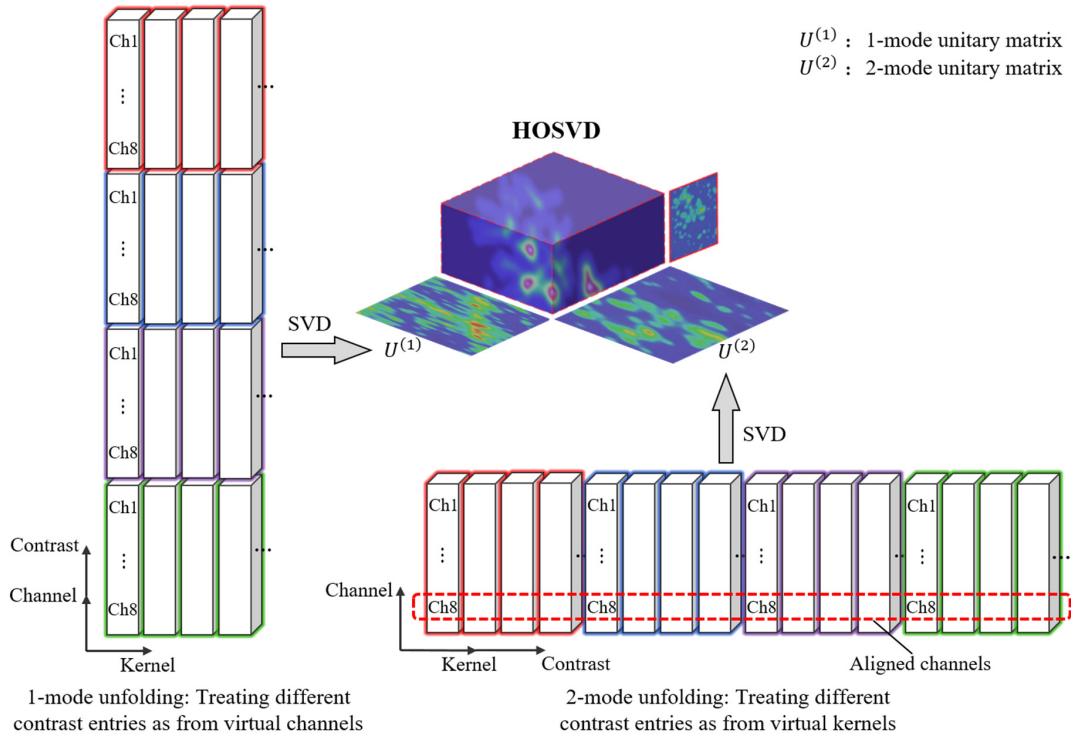 U(1) : 1-mode unitary matrix
U(2) : 2-mode unitary matrix
HOSVD
Ch1
⋮
Ch8
...
Ch1
⋮
Ch8
...
Ch1
⋮
Ch8
...
Ch1
⋮
Ch8
...
Contrast
Channel
Kernel
SVD
U(1)
U(2)
SVD
Ch1
⋮
Ch8
...
Ch1
⋮
Ch8
...
Ch1
⋮
Ch8
...
Ch1
⋮
Ch8
...
Channel
Kernel
Contrast
Aligned channels
1-mode unfolding: Treating different
contrast entries as from virtual channels
2-mode unfolding: Treating different
contrast entries as from virtual kernels